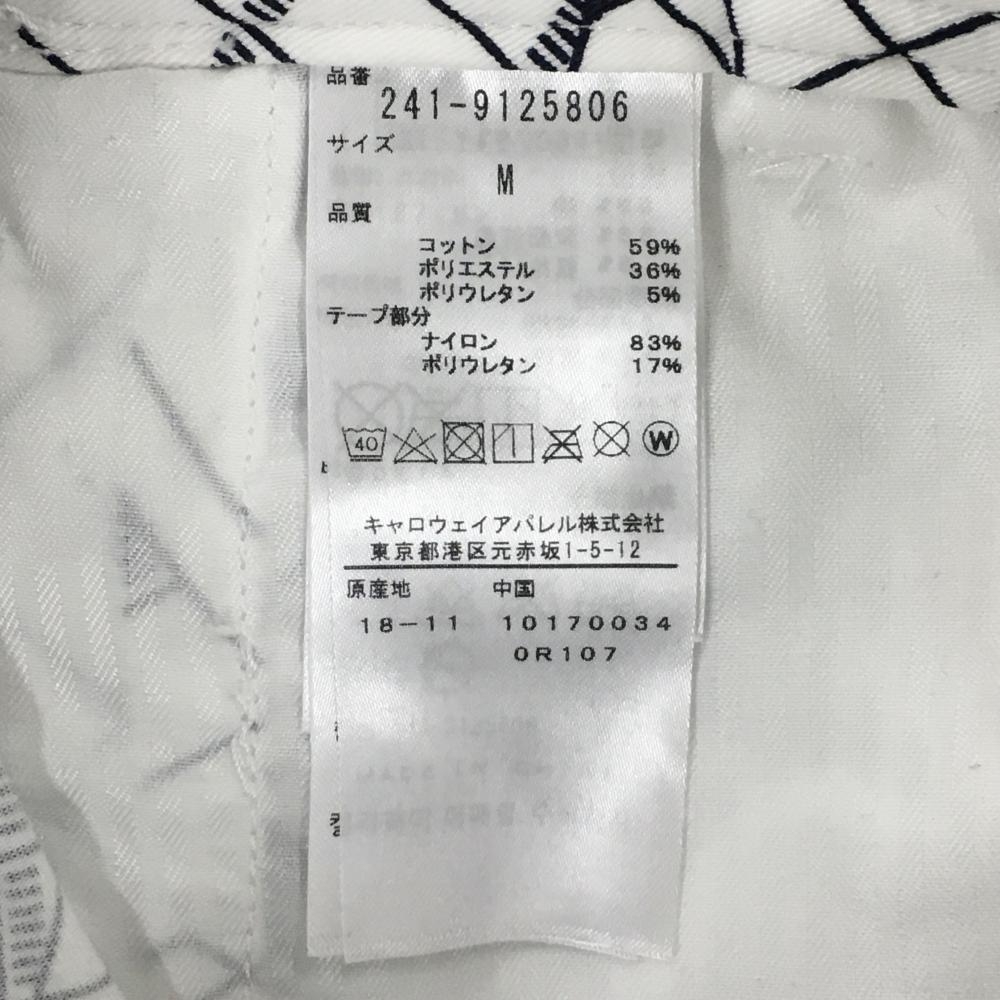 品番
241-9125806
サイズ
M
品質
コットン 59%
ポリエステル 36%
ポリウレタン 5%
テープ部分
ナイロン 83%
ポリウレタン 17%
40 W
キャロウェイアパレル株式会社
東京都港区元赤坂1-5-12
原産地 中国
18-11 10170034
0R107